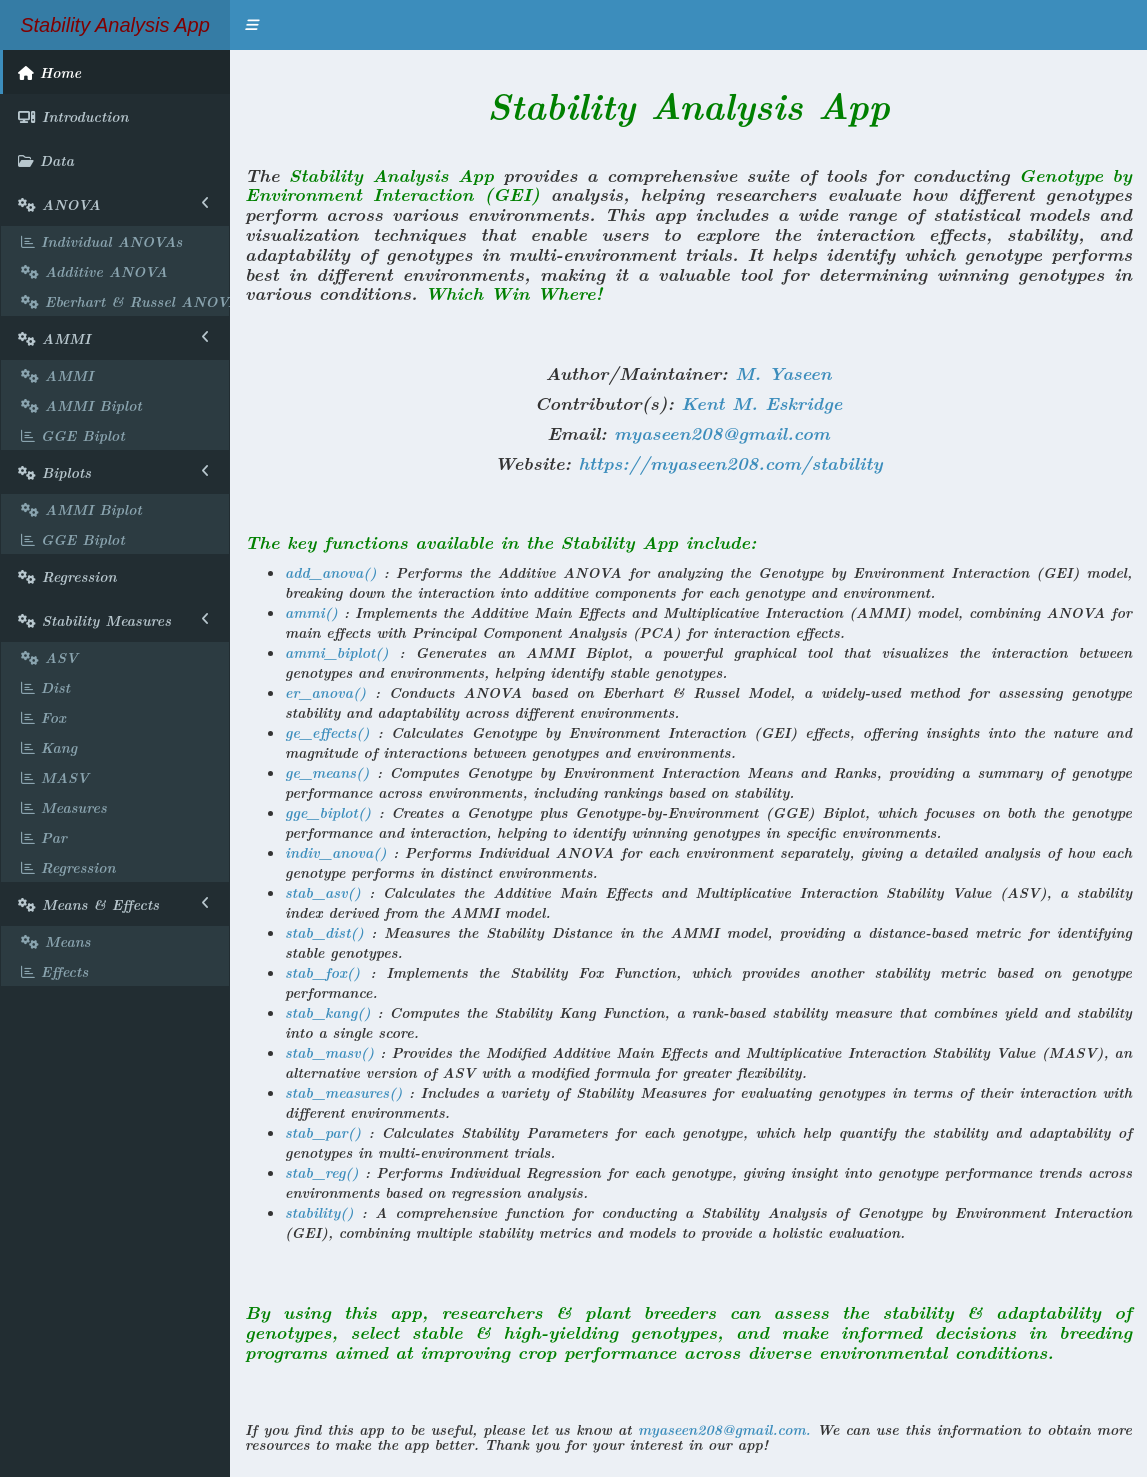 Stability Analysis App
Home
Introduction
Data
ANOVA
Individual ANOVAs
Additive ANOVA
Eberhart & Russel
AMMI
AMMI
AMMI Biplot
GGE Biplot
Biplots
AMMI Biplot
GGE Biplot
Regression
Stability Measures
ASV
Dist
Fox
Kang
MASV
Measures
Par
Regression
Means & Effects
Means
Effects
Stability Analysis App
The Stability Analysis App provides a comprehensive suite of tools for conducting Genotype by
Environment Interaction (GEI) analysis, helping researchers evaluate how different genotypes
perform across various environments. This app includes a wide range of statistical models and
visualization techniques that enable users to explore the interaction effects, stability, and
adaptability of genotypes in multi-environment trials. It helps identify which genotype performs
best in different environments, making it a valuable tool for determining winning genotypes in
various conditions. Which Win Where!
Author/Maintainer: M. Yaseen
Contributor(s): Kent M. Eskridge
Email: myaseen208@gmail.com
Website: https://myaseen208.com/stability
The key functions available in the Stability App include:
• add_anova() : Performs the Additive ANOVA for analyzing the Genotype by Environment Interaction (GEI) model,
breaking down the interaction into additive components for each genotype and environment.
• ammi() : Implements the Additive Main Effects and Multiplicative Interaction (AMMI) model, combining ANOVA for
main effects with Principal Component Analysis (PCA) for interaction effects.
• ammi_biplot() : Generates an AMMI Biplot, a powerful graphical tool that visualizes the interaction between
genotypes and environments, helping identify stable genotypes.
• er_anova() : Conducts ANOVA based on Eberhart & Russel Model, a widely-used method for assessing genotype
stability and adaptability across different environments.
• ge_effects() : Calculates Genotype by Environment Interaction (GEI) effects, offering insights into the nature and
magnitude of interactions between genotypes and environments.
• ge_means() : Computes Genotype by Environment Interaction Means and Ranks, providing a summary of genotype
performance across environments, including rankings based on stability.
• gge_biplot() : Creates a Genotype plus Genotype-by-Environment (GGE) Biplot, which focuses on both the genotype
performance and interaction, helping to identify winning genotypes in specific environments.
• indiv_anova() : Performs Individual ANOVA for each environment separately, giving a detailed analysis of how each
genotype performs in distinct environments.
• stab_asv() : Calculates the Additive Main Effects and Multiplicative Interaction Stability Value (ASV), a stability
index derived from the AMMI model.
• stab_dist() : Measures the Stability Distance in the AMMI model, providing a distance-based metric for identifying
stable genotypes.
• stab_fox() : Implements the Stability Fox Function, which provides another stability metric based on genotype
performance.
• stab_kang() : Computes the Stability Kang Function, a rank-based stability measure that combines yield and stability
into a single score.
• stab_masv() : Provides the Modified Additive Main Effects and Multiplicative Interaction Stability Value (MASV), an
alternative version of ASV with a modified formula for greater flexibility.
• stab_measures() : Includes a variety of Stability Measures for evaluating genotypes in terms of their interaction with
different environments.
• stab_par() : Calculates Stability Parameters for each genotype, which help quantify the stability and adaptability of
genotypes in multi-environment trials.
• stab_reg() : Performs Individual Regression for each genotype, giving insight into genotype performance trends across
environments based on regression analysis.
• stability() : A comprehensive function for conducting a Stability Analysis of Genotype by Environment Interaction
(GEI), combining multiple stability metrics and models to provide a holistic evaluation.
By using this app, researchers & plant breeders can assess the stability & adaptability of
genotypes, select stable & high-yielding genotypes, and make informed decisions in breeding
programs aimed at improving crop performance across diverse environmental conditions.
If you find this app to be useful, please let us know at myaseen208@gmail.com. We can use this information to obtain more
resources to make the app better. Thank you for your interest in our app!